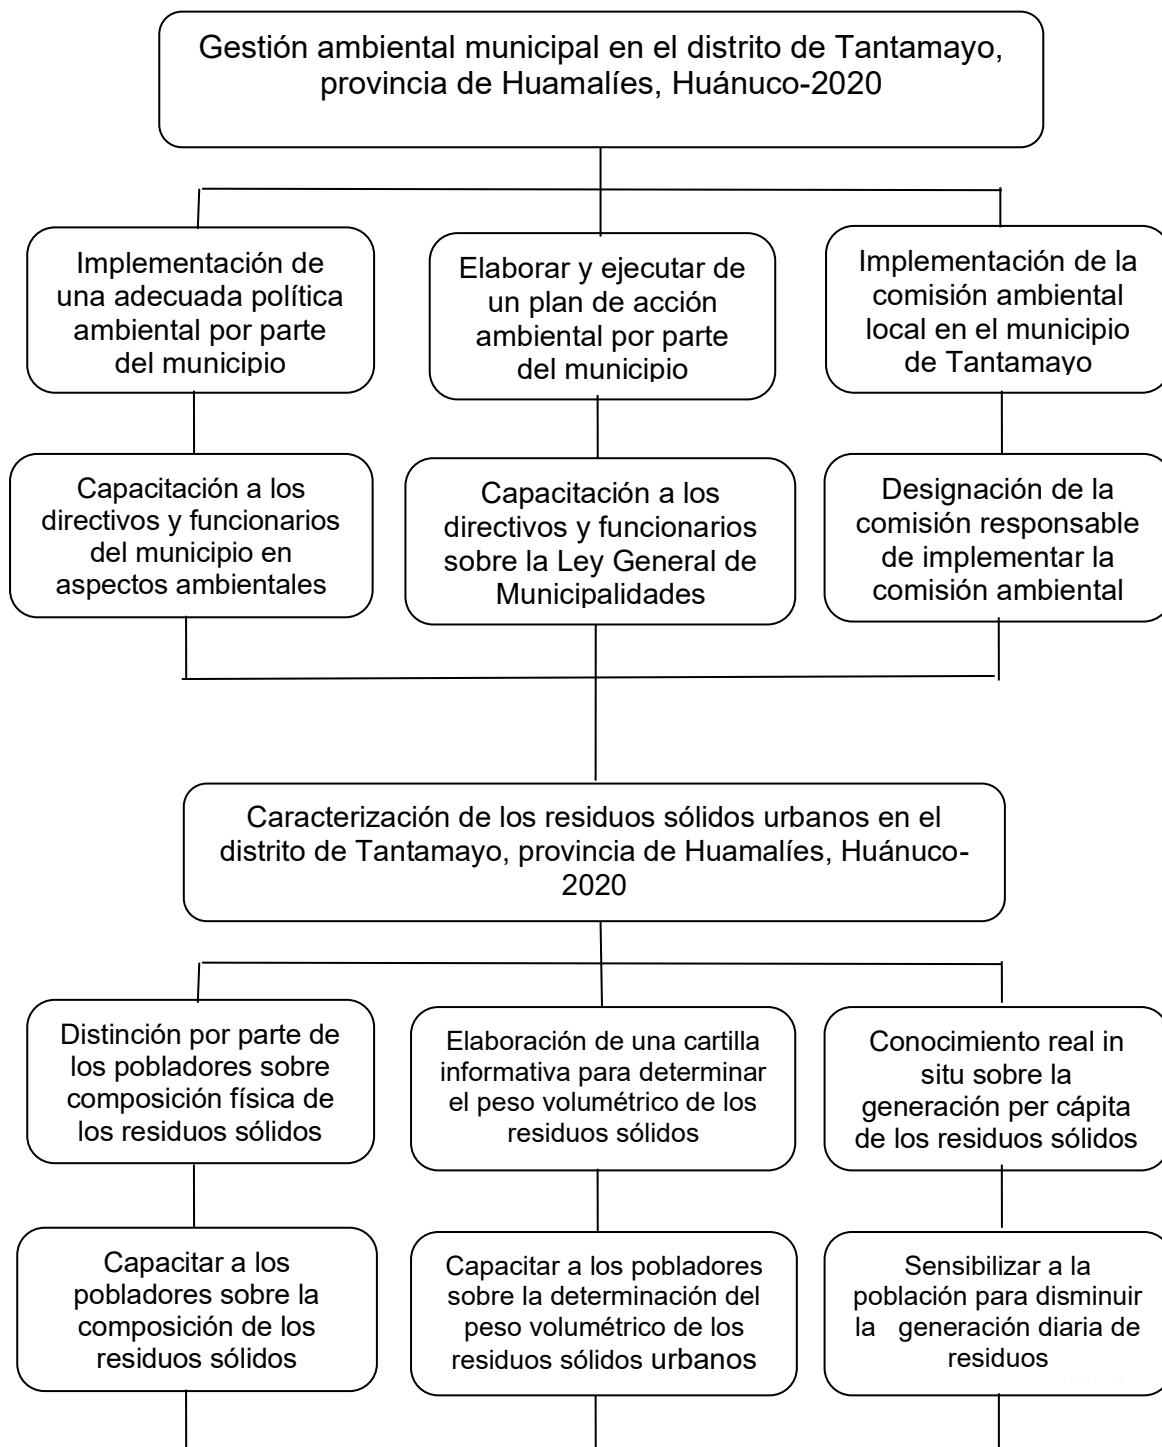 Gestión ambiental municipal en el distrito de Tantamayo,
provincia de Huamalíes, Huánuco-2020
Implementación de
una adecuada política
ambiental por parte
del municipio
Elaborar y ejecutar de
un plan de acción
ambiental por parte
del municipio
Implementación de la
comisión ambiental
local en el municipio
de Tantamayo
Capacitación a los
directivos y funcionarios
del municipio en
aspectos ambientales
Capacitación a los
directivos y funcionarios
sobre la Ley General de
Municipalidades
Designación de la
comisión responsable
de implementar la
comisión ambiental
Caracterización de los residuos sólidos urbanos en el
distrito de Tantamayo, provincia de Huamalíes, Huánuco-
2020
Distinción por parte de
los pobladores sobre
composición física de
los residuos sólidos
Elaboración de una cartilla
informativa para determinar
el peso volumétrico de los
residuos sólidos
Conocimiento real in
situ sobre la
generación per cápita
de los residuos sólidos
Capacitar a los
pobladores sobre la
composición de los
residuos sólidos
Capacitar a los pobladores
sobre la determinación del
peso volumétrico de los
residuos sólidos urbanos
Sensibilizar a la
población para disminuir
la generación diaria de
residuos